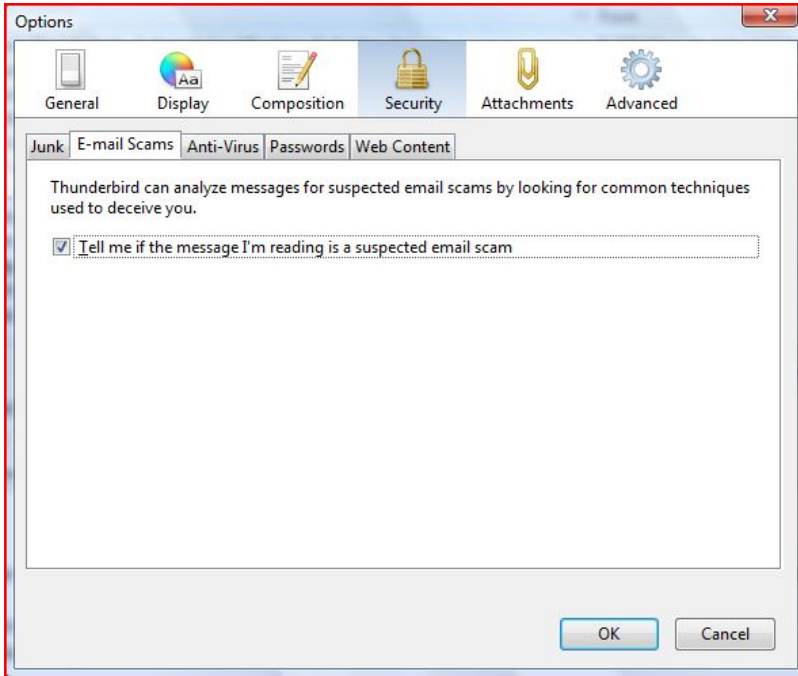 Options
General Display Composition Security Attachments Advanced
Junk E-mail Scams Anti-Virus Passwords Web Content
Thunderbird can analyze messages for suspected email scams by looking for common techniques
used to deceive you.
Tell me if the message I'm reading is a suspected email scam
OK Cancel